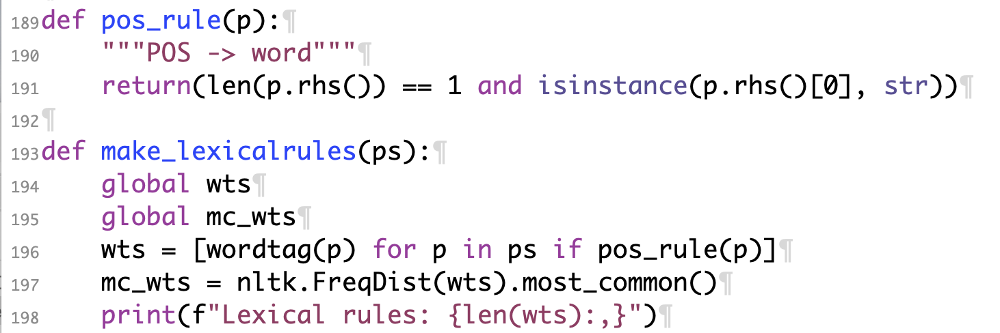 189def pos_rule(p):¶
190    """POS -> word"""¶
191    return(len(p.rhs()) == 1 and isinstance(p.rhs()[0], str))¶
192¶
193def make_lexicalrules(ps):¶
194    global wts¶
195    global mc_wts¶
196    wts = [wordtag(p) for p in ps if pos_rule(p)]¶
197    mc_wts = nltk.FreqDist(wts).most_common()¶
198    print(f"Lexical rules: {len(wts):,}")¶